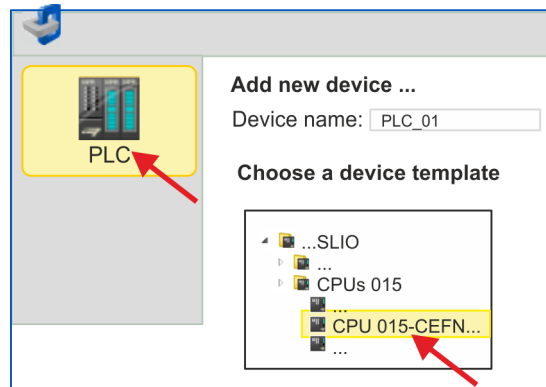 PLC
Add new device ...
Device name: PLC_01
Choose a device template
...SLIO
...
CPUs 015
...
CPU 015-CEFN...
...